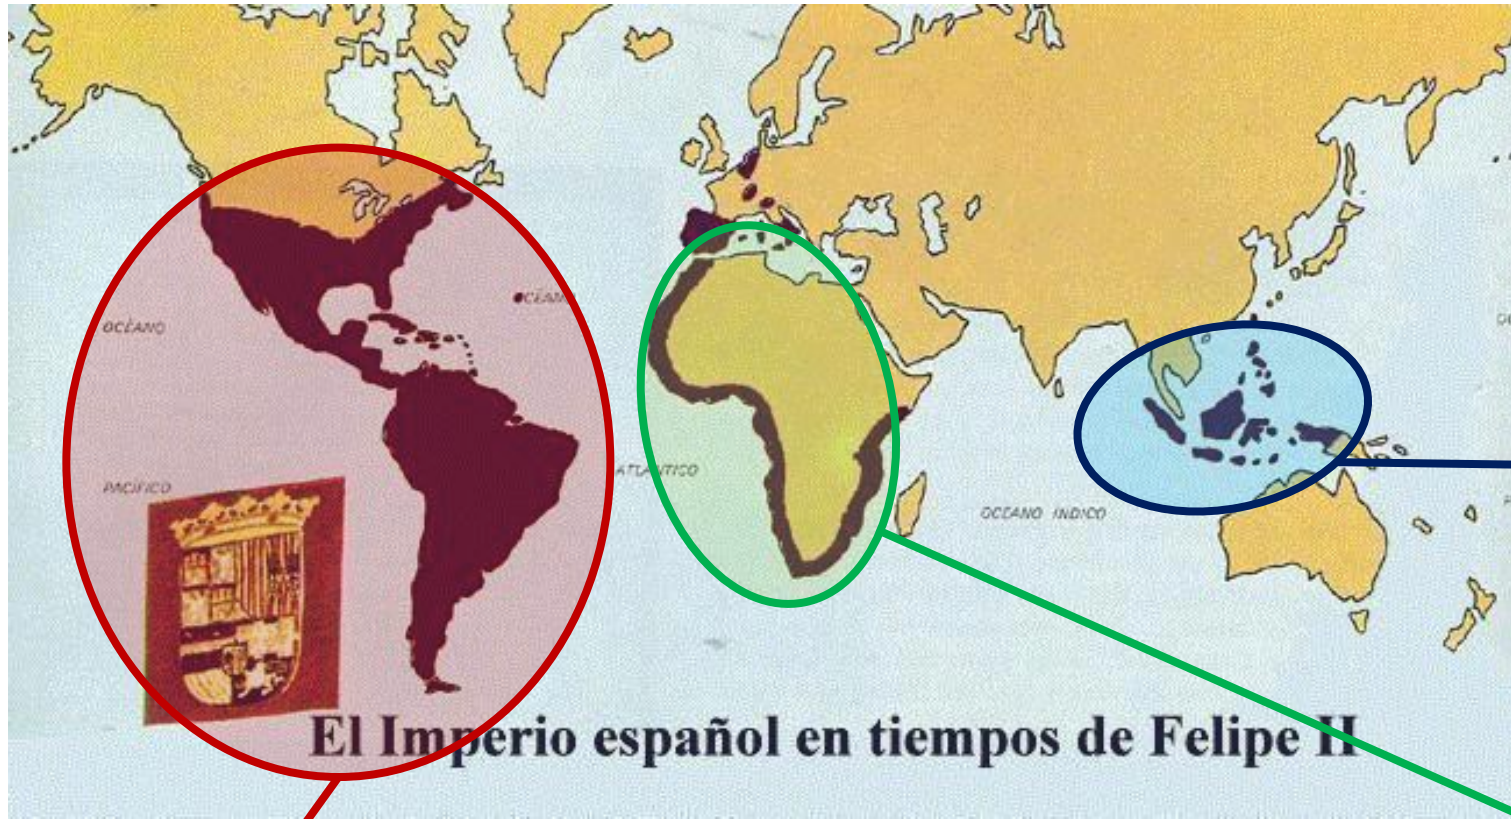 OCÉANO
OCÉANO
PACÍFICO
ATLÁNTICO
OCÉANO ÍNDICO
El Imperio español en tiempos de Felipe II